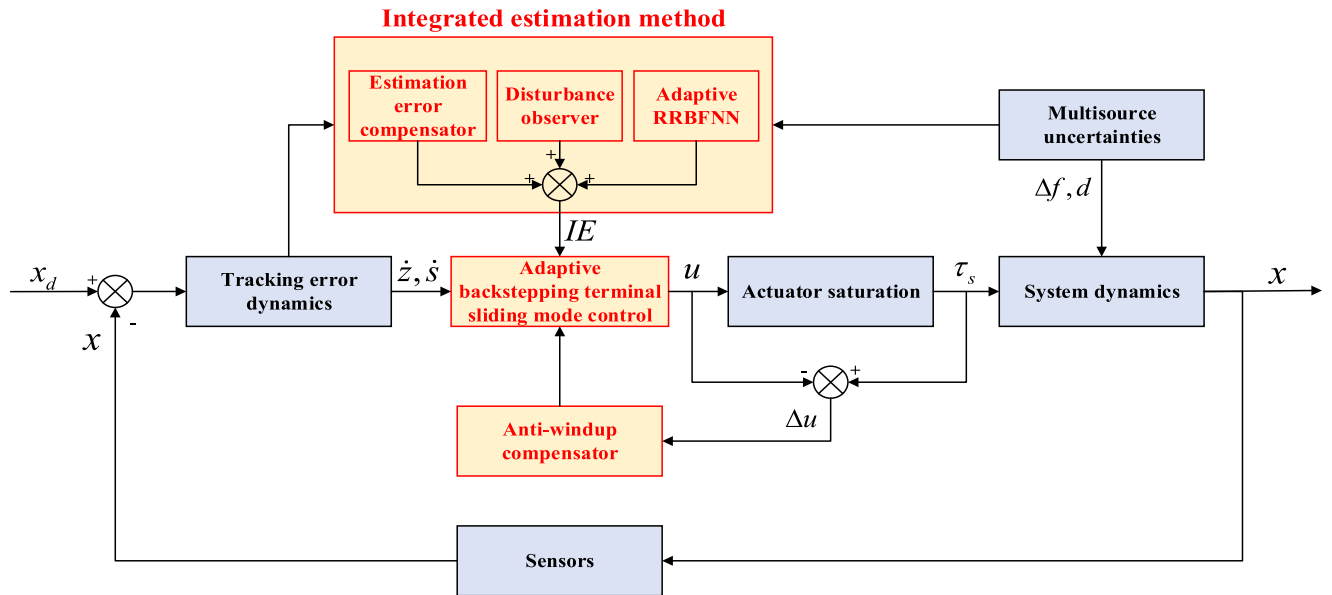 Integrated estimation method
Estimation
error
compensator
Disturbance
observer
Adaptive
RRBFNN
Multisource
uncertainties
+
+
+
Δf, d
IE
x_d
+
-
x
Tracking error
dynamics
ż, ṡ
Adaptive
backstepping terminal
sliding mode control
u
Actuator saturation
τ_s
System dynamics
x
-
+
Δu
Anti-windup
compensator
Sensors